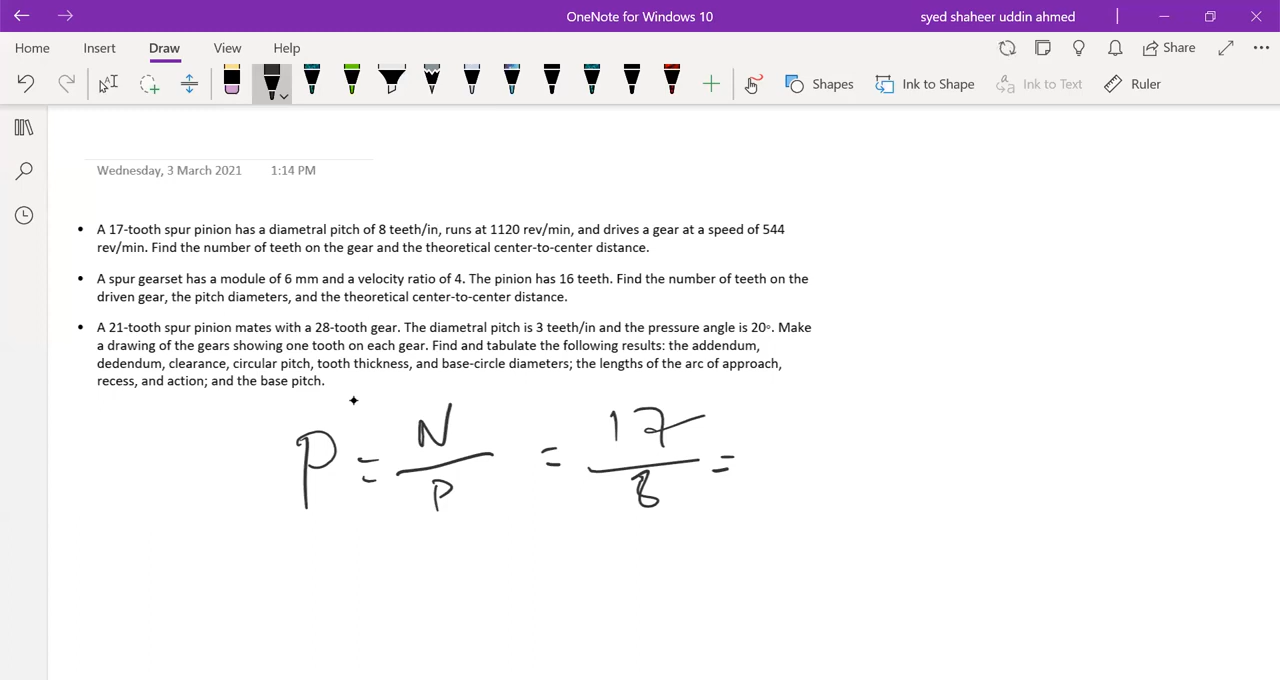 OneNote for Windows 10
syed shaheer uddin ahmed
Home Insert Draw View Help
Share
Shapes Ink to Shape Ink to Text Ruler
Wednesday, 3 March 2021 1:14 PM
• A 17-tooth spur pinion has a diametral pitch of 8 teeth/in, runs at 1120 rev/min, and drives a gear at a speed of 544
rev/min. Find the number of teeth on the gear and the theoretical center-to-center distance.
• A spur gearset has a module of 6 mm and a velocity ratio of 4. The pinion has 16 teeth. Find the number of teeth on the
driven gear, the pitch diameters, and the theoretical center-to-center distance.
• A 21-tooth spur pinion mates with a 28-tooth gear. The diametral pitch is 3 teeth/in and the pressure angle is 20◦. Make
a drawing of the gears showing one tooth on each gear. Find and tabulate the following results: the addendum,
dedendum, clearance, circular pitch, tooth thickness, and base-circle diameters; the lengths of the arc of approach,
recess, and action; and the base pitch.
P = N/P = 17/8 =